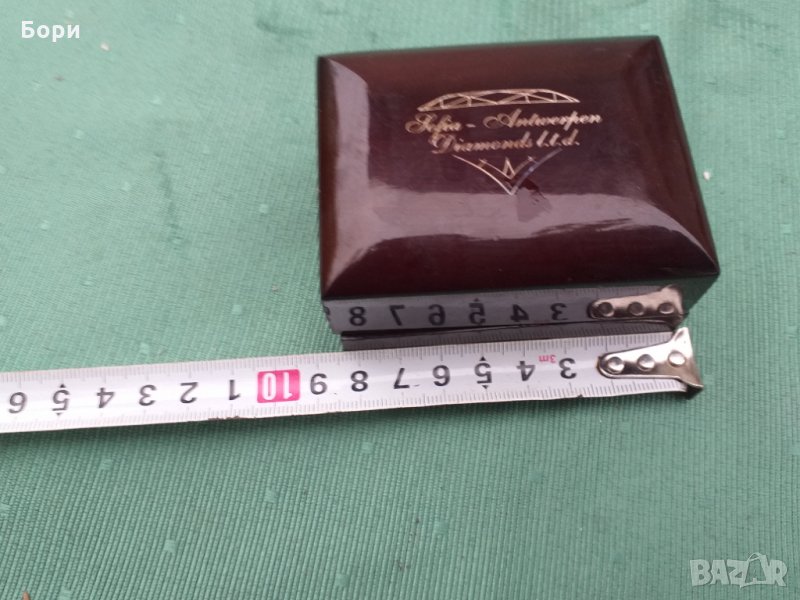 Бори
Sofia - Antwerpen
Diamonds l.t.d.
8 7 6 5 4 3
6 5 4 3 2 1 10 9 8 7 6 5 4 3m 3
BAZAR